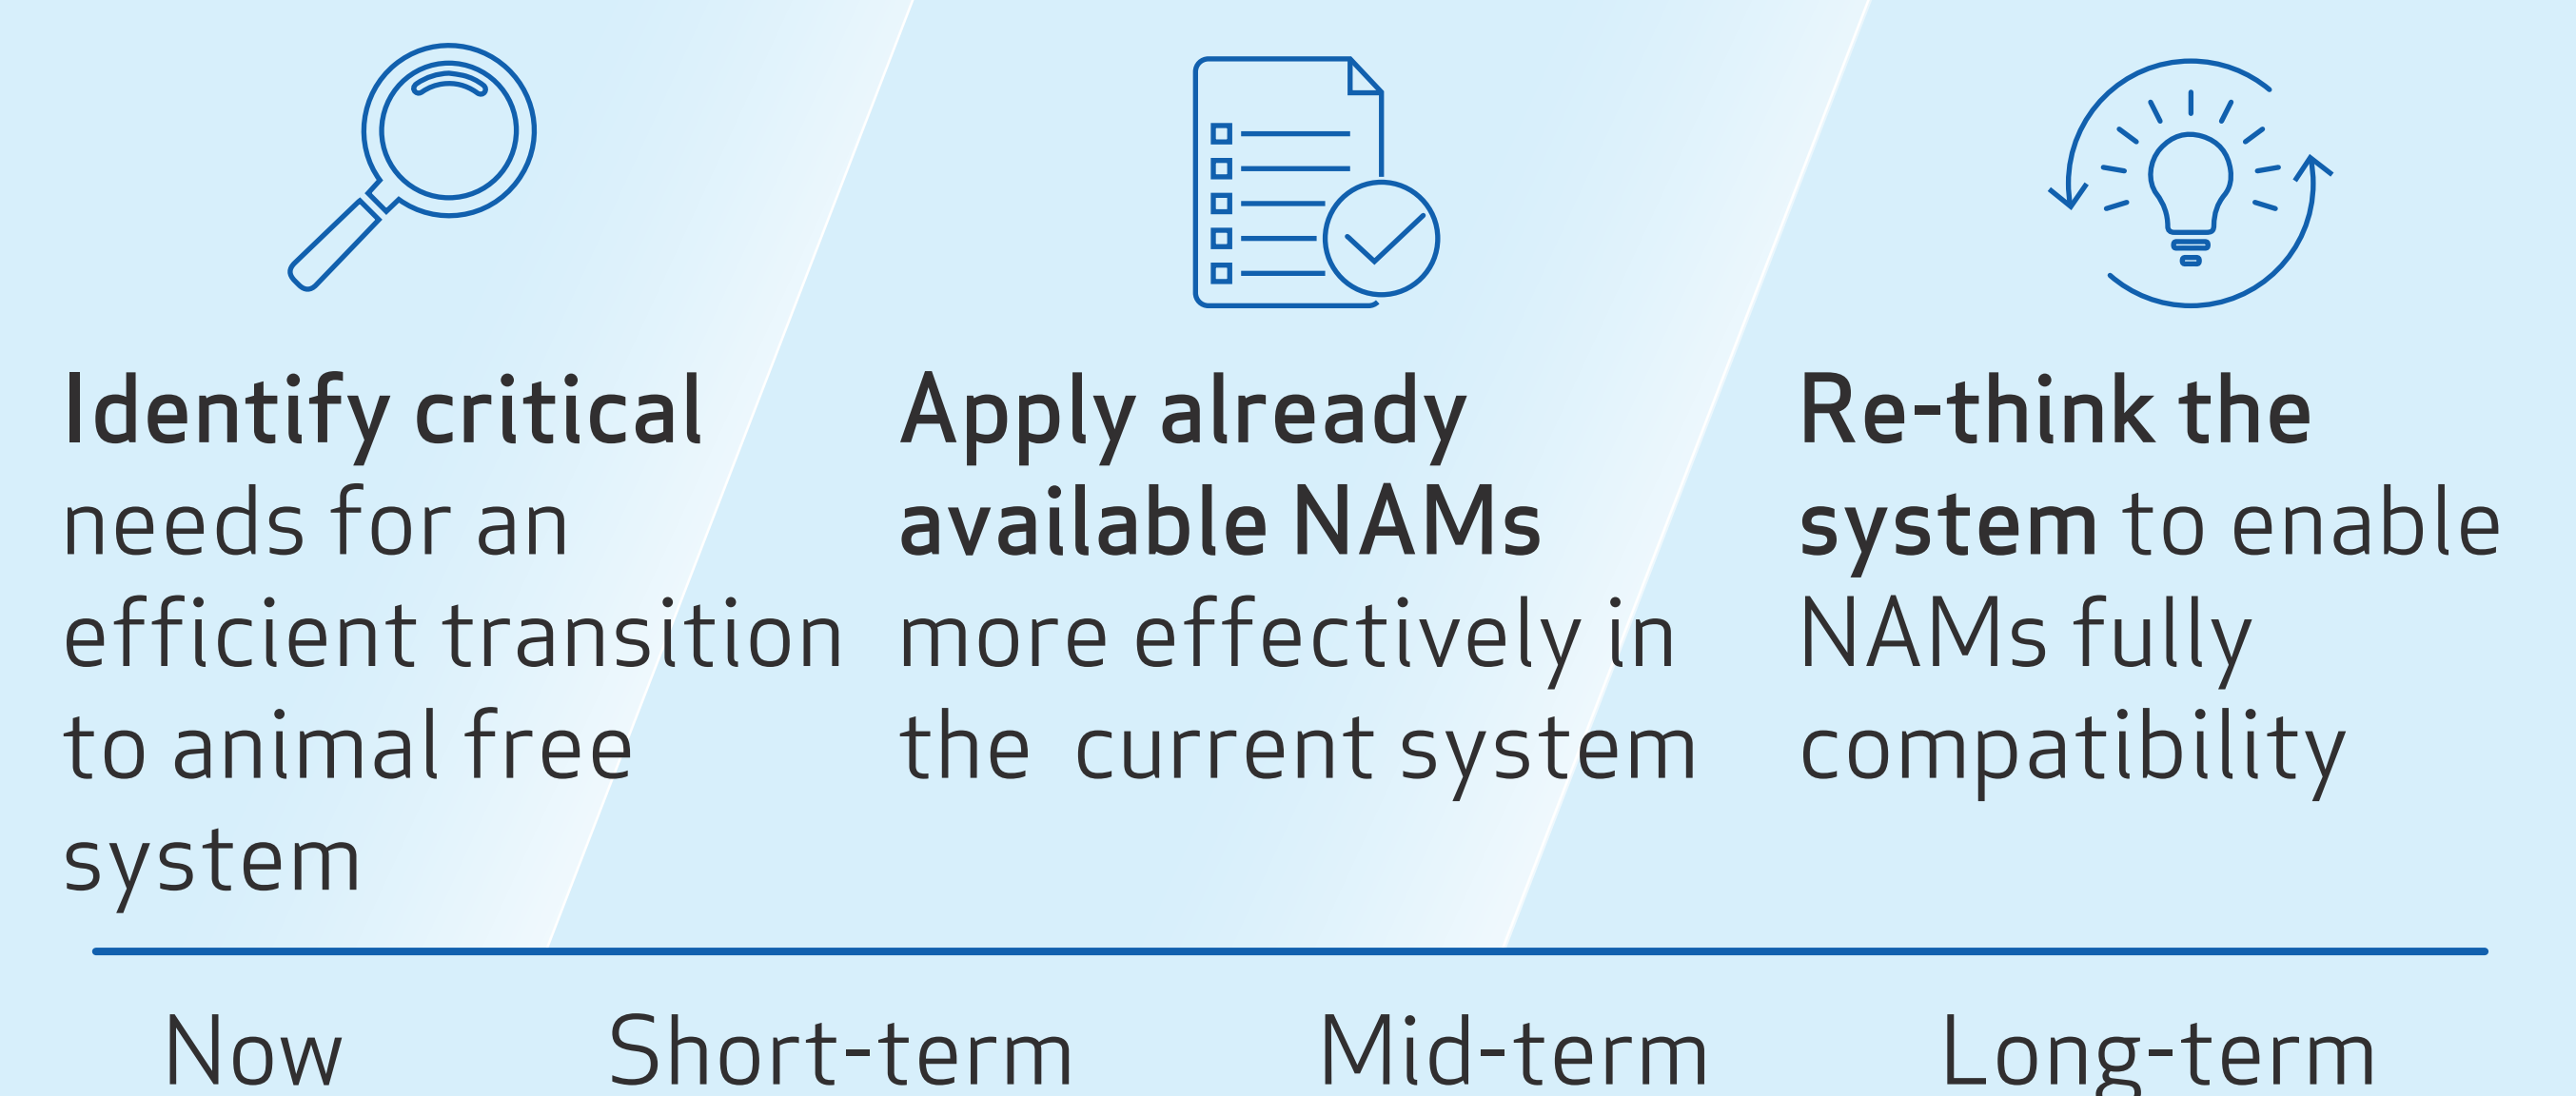 Identify critical
needs for an
efficient transition
to animal free
system
Apply already
available NAMs
more effectively in
the  current system
Re-think the
system to enable
NAMs fully
compatibility
Now
Short-term
Mid-term
Long-term